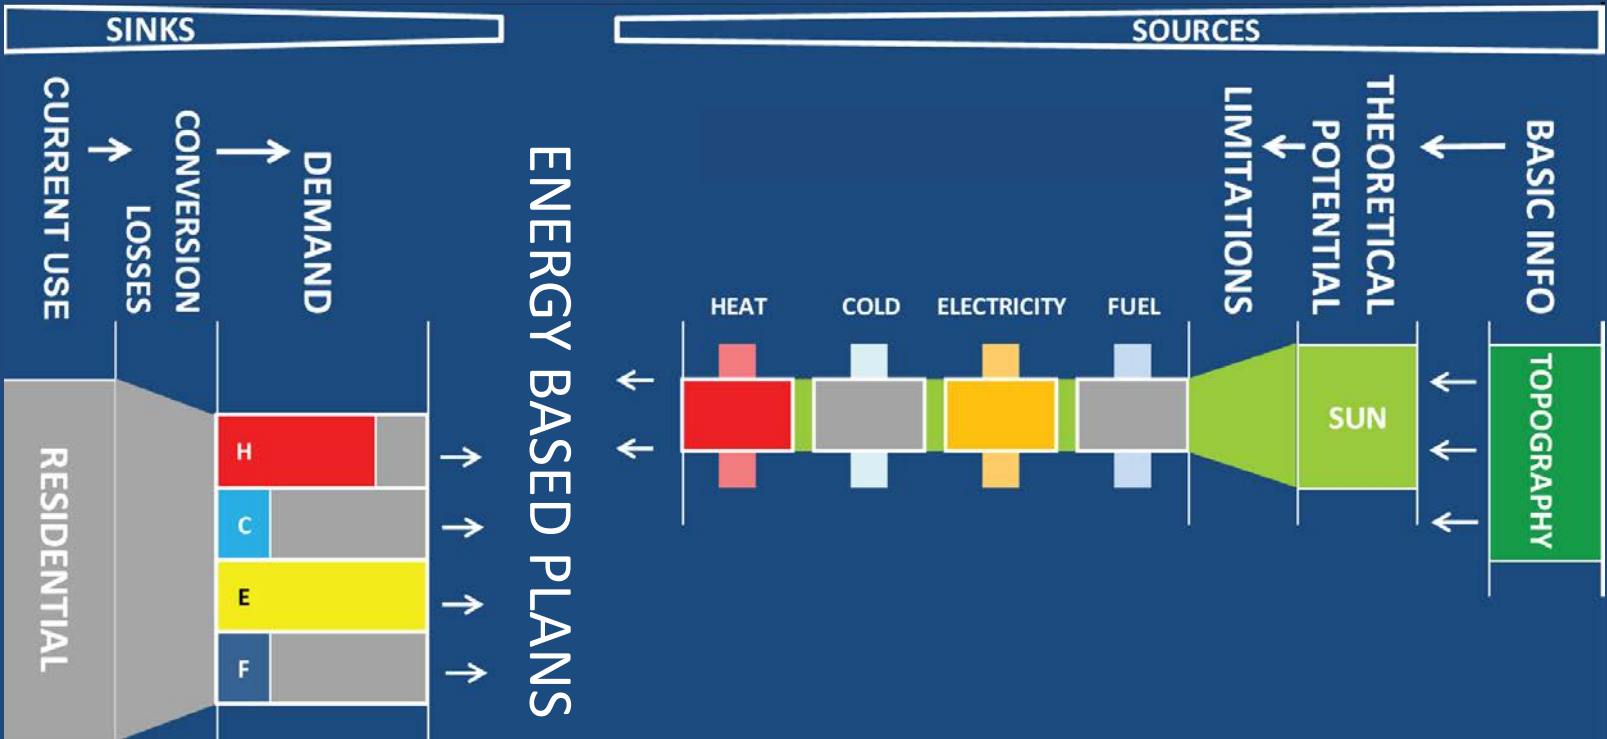 SINKS
SOURCES
CURRENT USE
CONVERSION
LOSSES
DEMAND
ENERGY BASED PLANS
LIMITATIONS
THEORETICAL
POTENTIAL
BASIC INFO
HEAT
COLD
ELECTRICITY
FUEL
SUN
TOPOGRAPHY
RESIDENTIAL
H
C
E
F